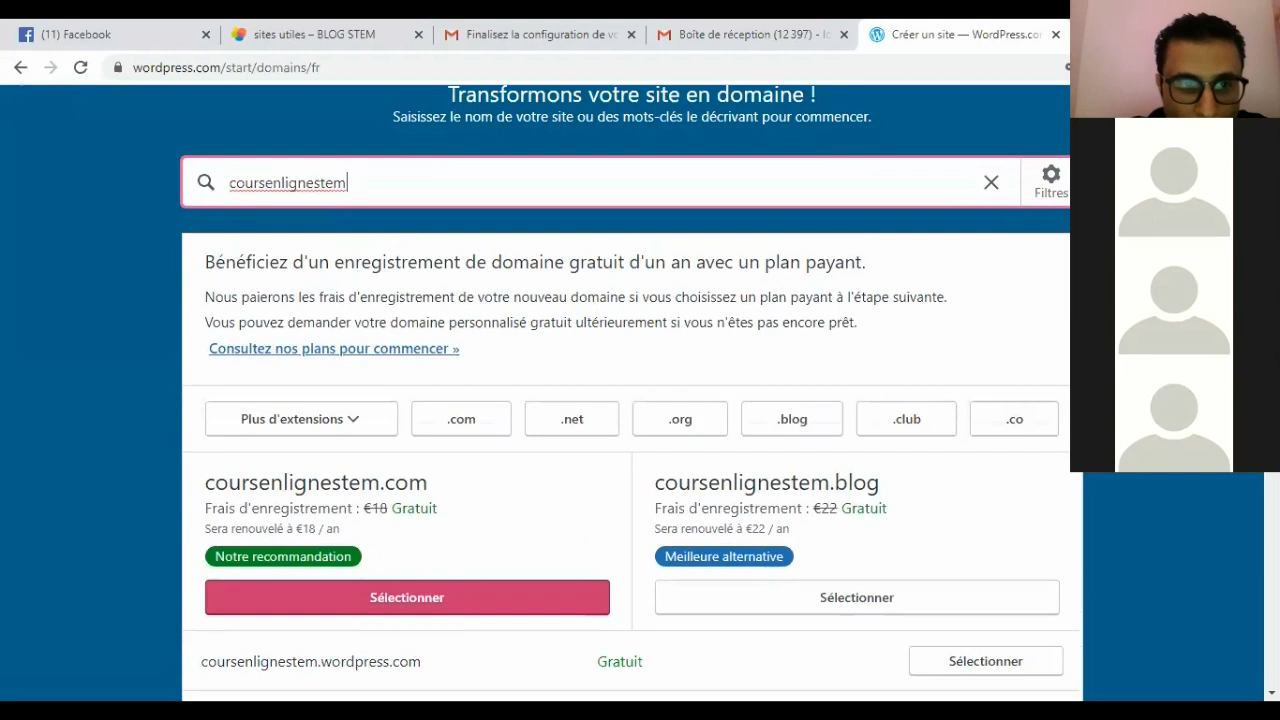 (11) Facebook
sites utiles – BLOG STEM
Finalisez la configuration de vo
Boîte de réception (12 397) -
Créer un site — WordPress.co
wordpress.com/start/domains/fr
Transformons votre site en domaine !
Saisissez le nom de votre site ou des mots-clés le décrivant pour commencer.
coursenlignestem
Filtres
Bénéficiez d'un enregistrement de domaine gratuit d'un an avec un plan payant.
Nous paierons les frais d'enregistrement de votre nouveau domaine si vous choisissez un plan payant à l'étape suivante.
Vous pouvez demander votre domaine personnalisé gratuit ultérieurement si vous n'êtes pas encore prêt.
Consultez nos plans pour commencer »
Plus d'extensions
.com
.net
.org
.blog
.club
.co
coursenlignestem.com
Frais d'enregistrement : €18 Gratuit
Sera renouvelé à €18 / an
Notre recommandation
Sélectionner
coursenlignestem.blog
Frais d'enregistrement : €22 Gratuit
Sera renouvelé à €22 / an
Meilleure alternative
Sélectionner
coursenlignestem.wordpress.com
Gratuit
Sélectionner